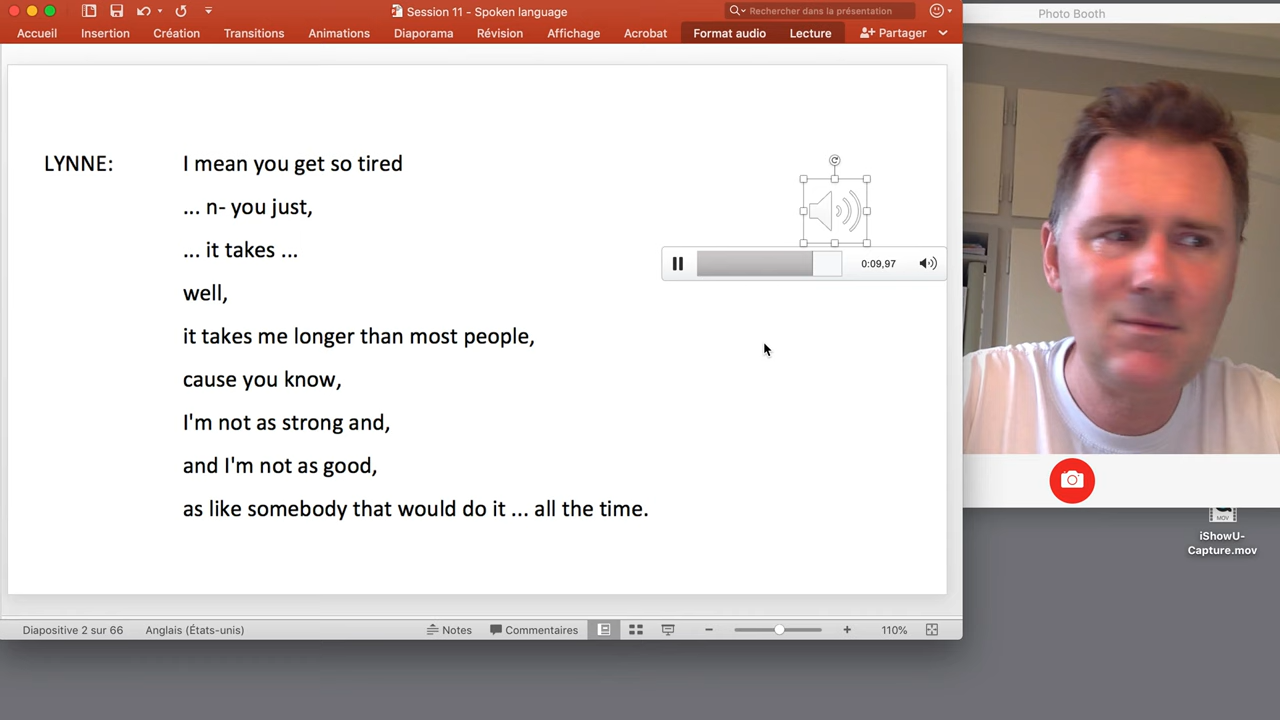 Session 11 - Spoken language
Rechercher dans la présentation
Photo Booth
Accueil Insertion Création Transitions Animations Diaporama Révision Affichage Acrobat Format audio Lecture Partager
LYNNE: I mean you get so tired
... n- you just,
... it takes ...
0:09,97
well,
it takes me longer than most people,
cause you know,
I'm not as strong and,
and I'm not as good,
as like somebody that would do it ... all the time.
MOV
iShowU-
Capture.mov
Diapositive 2 sur 66 Anglais (États-unis) Notes Commentaires 110%